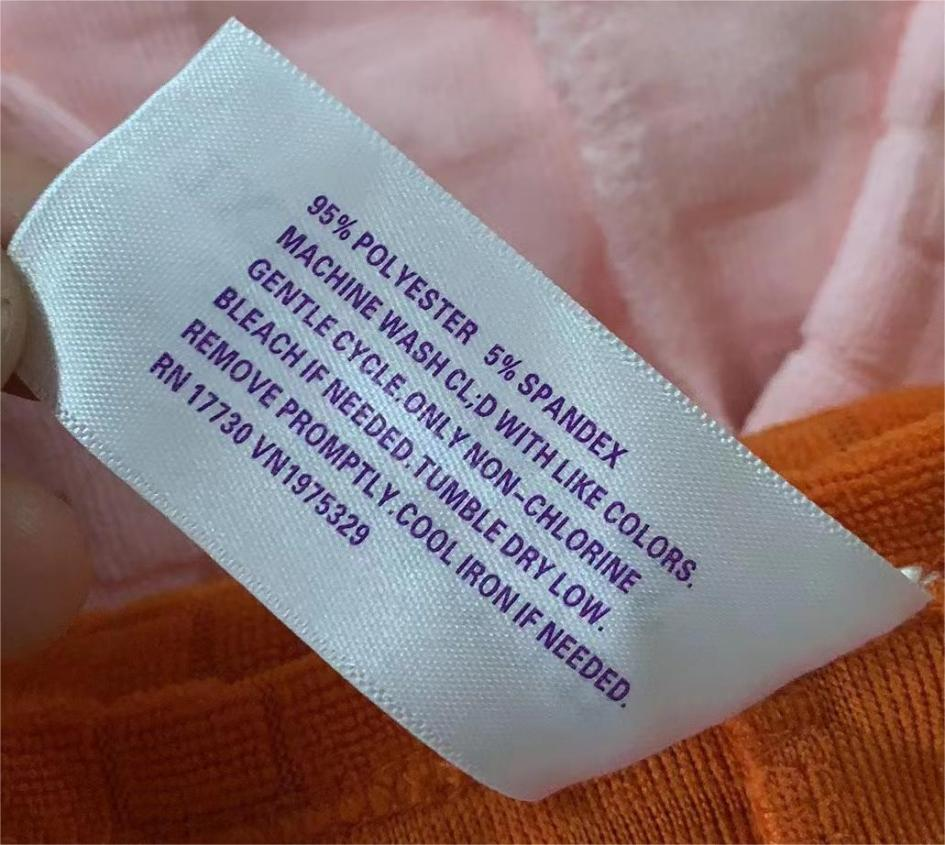 95% POLYESTER 5% SPANDEX
MACHINE WASH CL;D WITH LIKE COLORS.
GENTLE CYCLE.ONLY NON-CHLORINE
BLEACH IF NEEDED.TUMBLE DRY LOW.
REMOVE PROMPTLY.COOL IRON IF NEEDED.
RN 17730 VN1975329